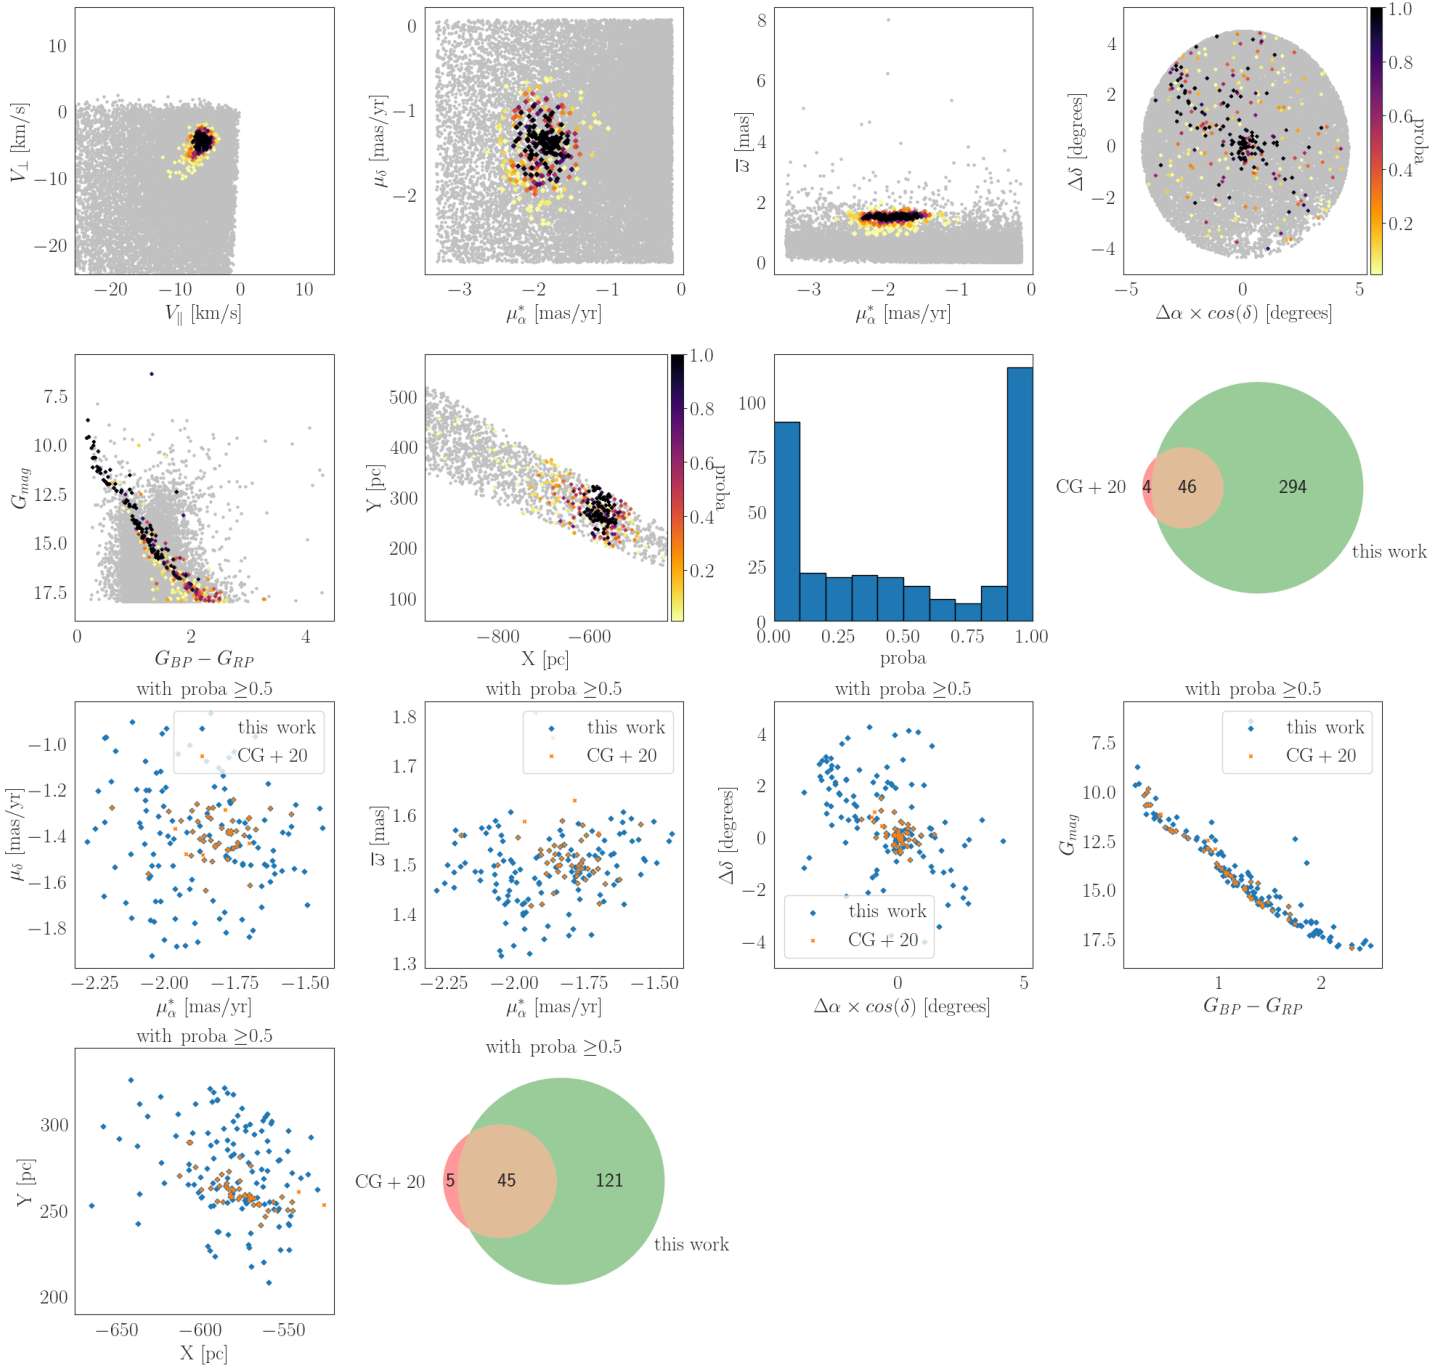 10
0
−10
−20
V⊥ [km/s]
−20 −10 0 10
V∥ [km/s]
0
−1
−2
μδ [mas/yr]
−3 −2 −1 0
μ*α [mas/yr]
8
6
4
2
0
ϖ [mas]
−3 −2 −1 0
μ*α [mas/yr]
4
2
0
−2
−4
Δδ [degrees]
−5 0 5
Δα × cos(δ) [degrees]
1.0
0.8
0.6
0.4
0.2
proba
7.5
10.0
12.5
15.0
17.5
Gmag
0 2 4
GBP − GRP
500
400
300
200
100
Y [pc]
−800 −600
X [pc]
1.0
0.8
0.6
0.4
0.2
proba
100
75
50
25
0
0.00 0.25 0.50 0.75 1.00
proba
CG + 20
4 46 294
this work
with proba ≥0.5
this work
CG + 20
−1.0
−1.2
−1.4
−1.6
−1.8
μδ [mas/yr]
−2.25 −2.00 −1.75 −1.50
μ*α [mas/yr]
with proba ≥0.5
this work
CG + 20
1.8
1.7
1.6
1.5
1.4
1.3
ϖ [mas]
−2.25 −2.00 −1.75 −1.50
μ*α [mas/yr]
with proba ≥0.5
4
2
0
−2
−4
Δδ [degrees]
this work
CG + 20
0 5
Δα × cos(δ) [degrees]
with proba ≥0.5
this work
CG + 20
7.5
10.0
12.5
15.0
17.5
Gmag
1 2
GBP − GRP
with proba ≥0.5
300
250
200
Y [pc]
−650 −600 −550
X [pc]
with proba ≥0.5
CG + 20
5 45 121
this work